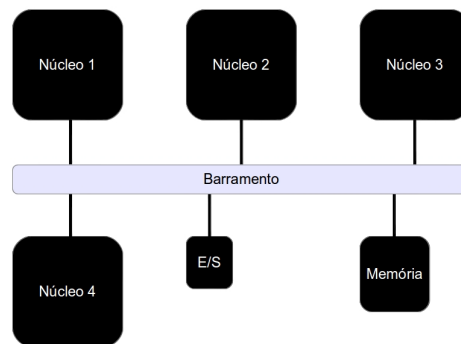 Núcleo 1
Núcleo 2
Núcleo 3
Barramento
Núcleo 4
E/S
Memória